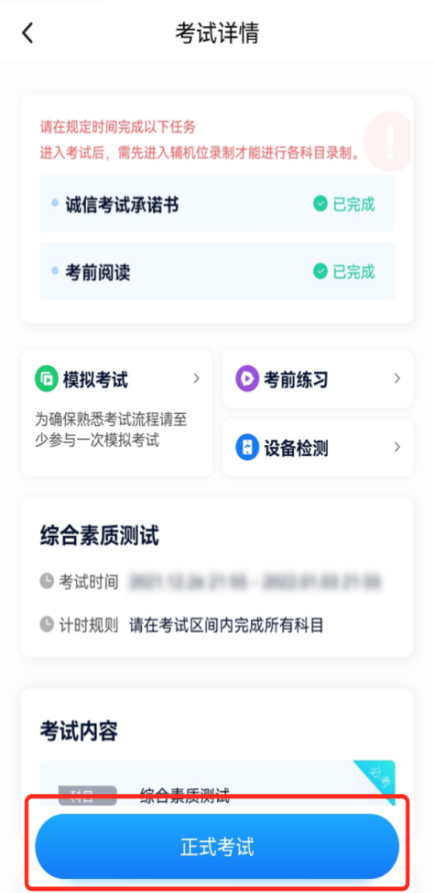 考试详情
请在规定时间完成以下任务
进入考试后，需先进入辅机位录制才能进行各科目录制。
诚信考试承诺书 已完成
考前阅读 已完成
模拟考试
为确保熟悉考试流程请至
少参与一次模拟考试
考前练习
设备检测
综合素质测试
考试时间
计时规则 请在考试区间内完成所有科目
考试内容
必考
科目 综合素质测试
正式考试